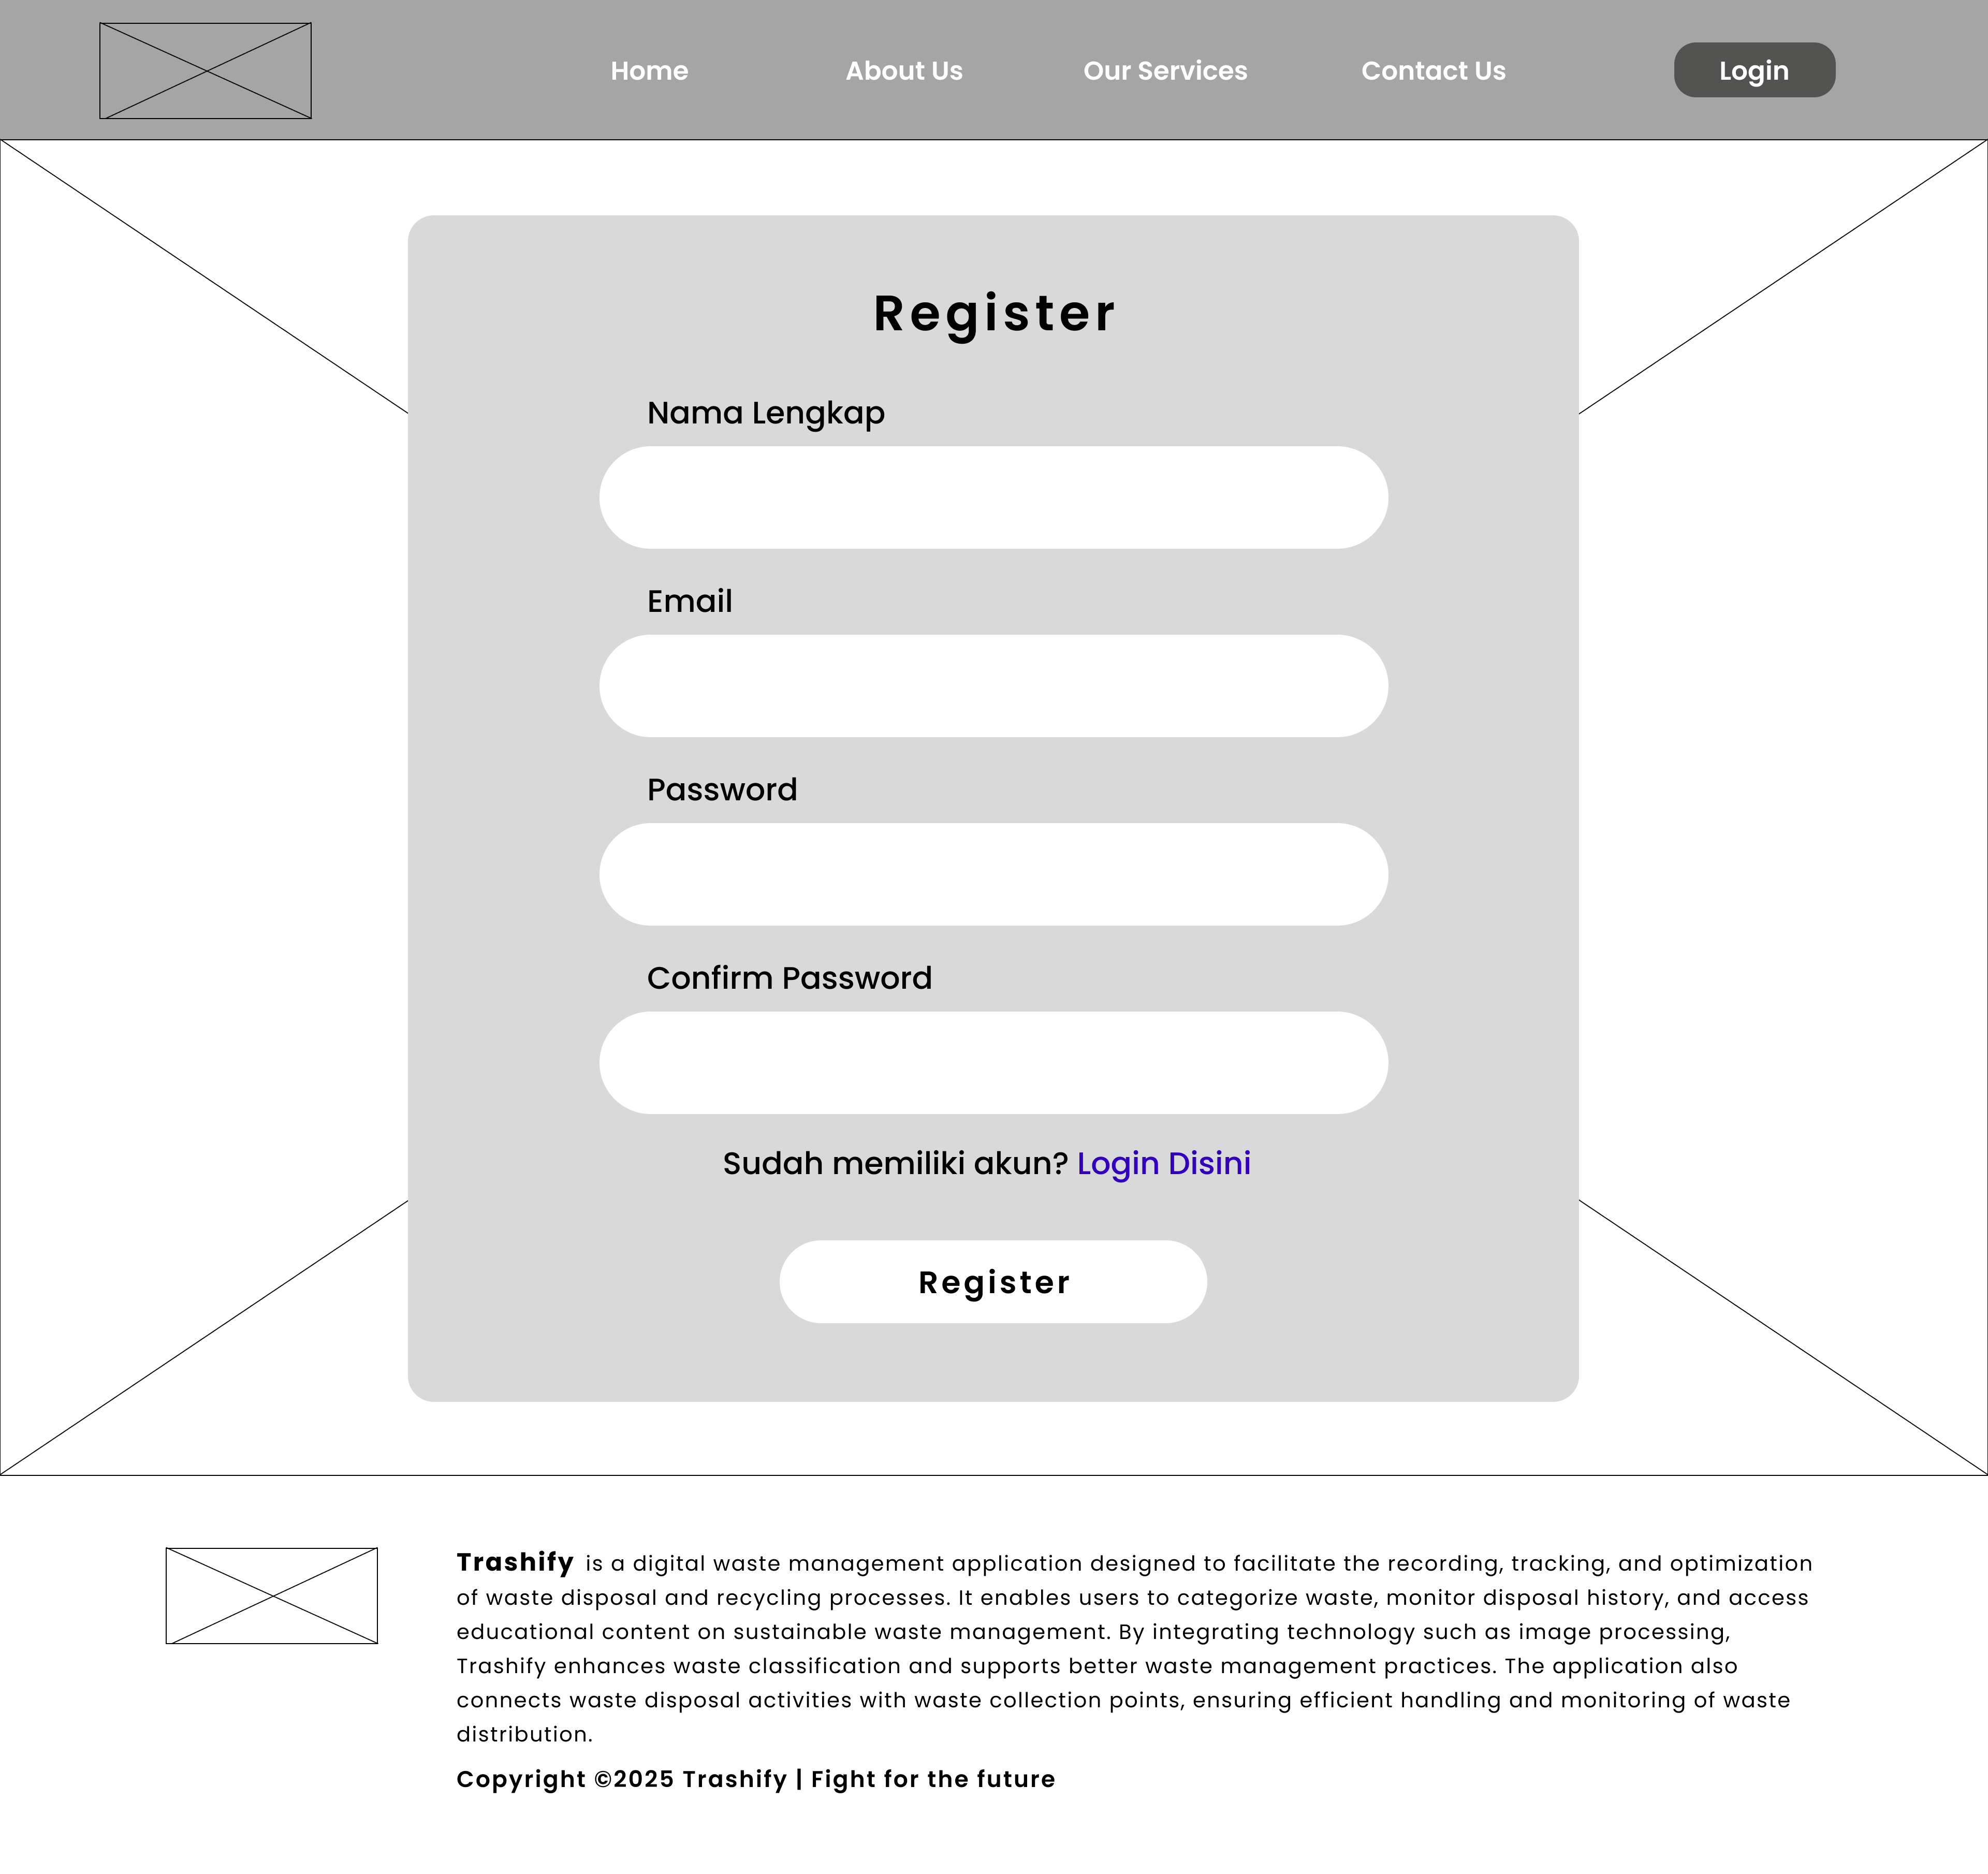 Home About Us Our Services Contact Us Login
Register
Nama Lengkap
Email
Password
Confirm Password
Sudah memiliki akun? Login Disini
Register
Trashify is a digital waste management application designed to facilitate the recording, tracking, and optimization
of waste disposal and recycling processes. It enables users to categorize waste, monitor disposal history, and access
educational content on sustainable waste management. By integrating technology such as image processing,
Trashify enhances waste classification and supports better waste management practices. The application also
connects waste disposal activities with waste collection points, ensuring efficient handling and monitoring of waste
distribution.
Copyright ©2025 Trashify | Fight for the future